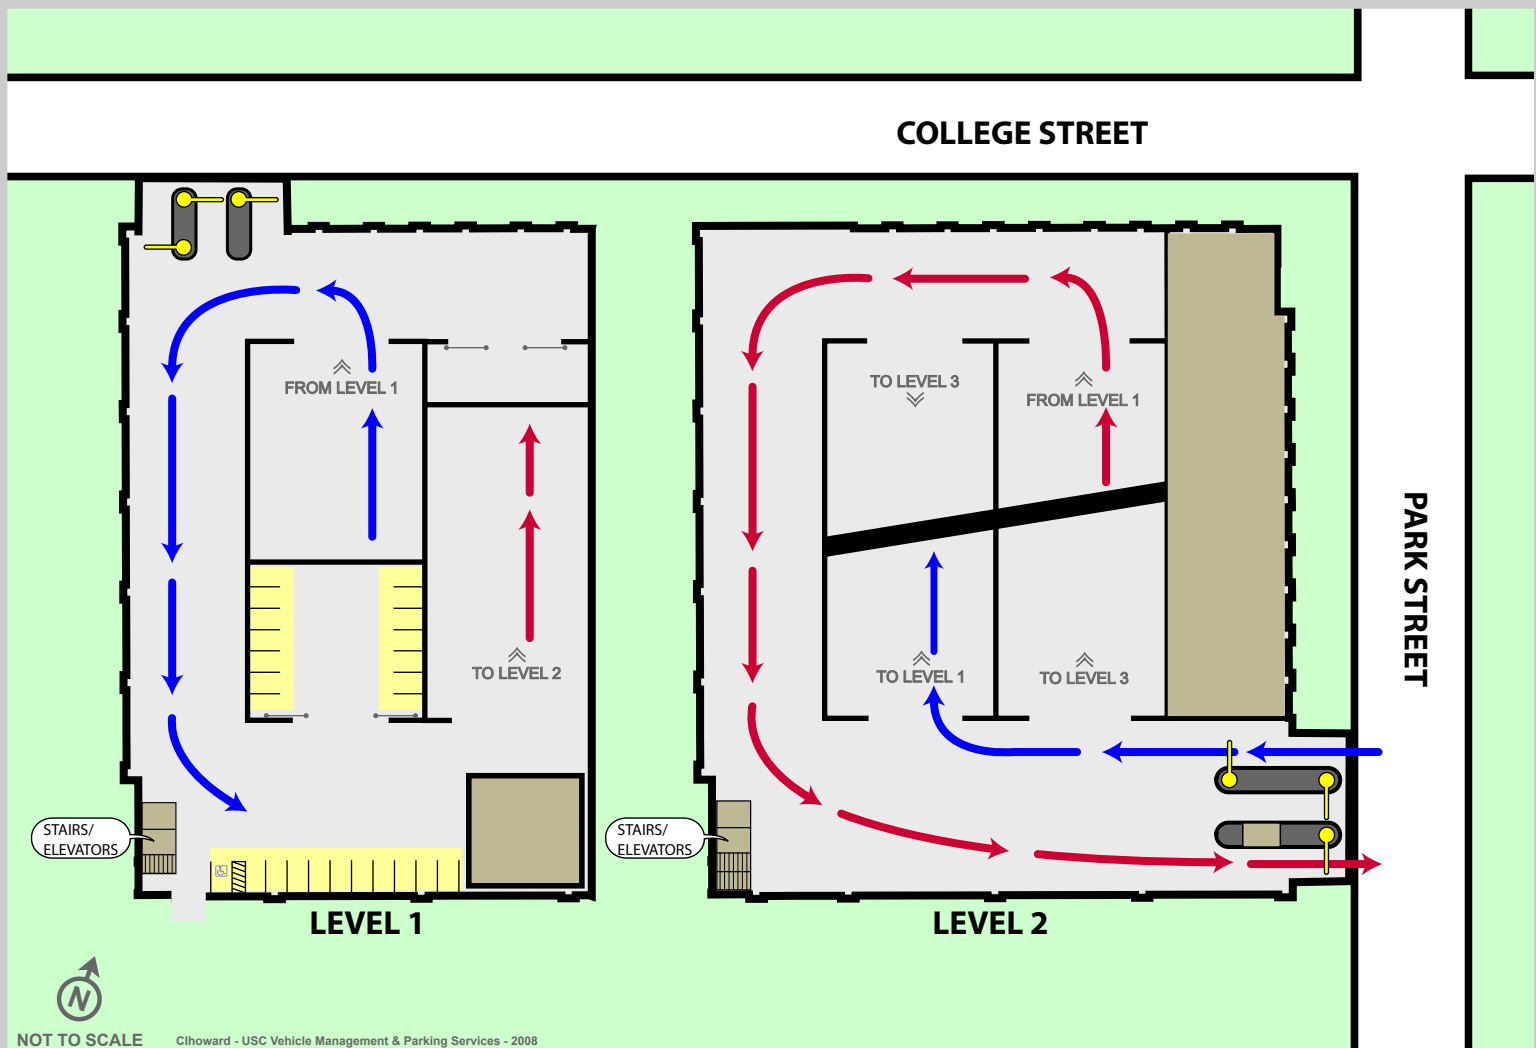 COLLEGE STREET
PARK STREET
FROM LEVEL 1
TO LEVEL 2
STAIRS/
ELEVATORS
LEVEL 1
TO LEVEL 3
FROM LEVEL 1
TO LEVEL 1
TO LEVEL 3
STAIRS/
ELEVATORS
LEVEL 2
N
NOT TO SCALE
Clhoward - USC Vehicle Management & Parking Services - 2008